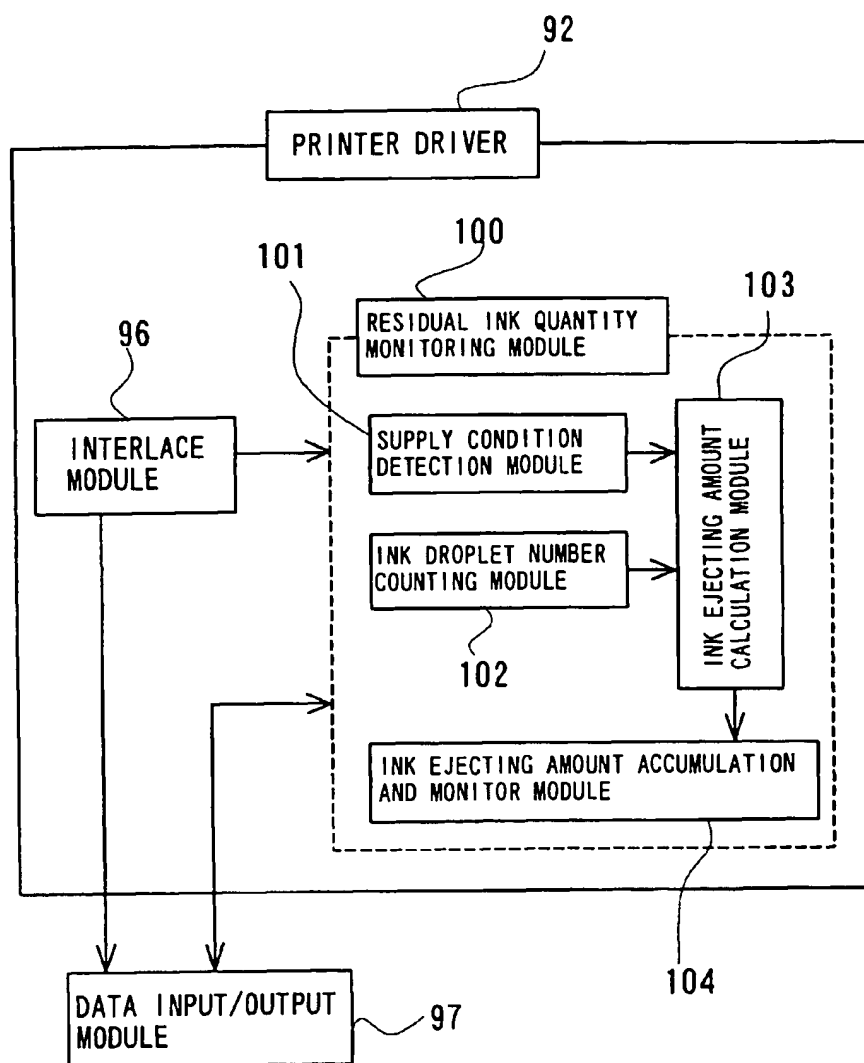 92
PRINTER DRIVER
100
101
RESIDUAL INK QUANTITY
MONITORING MODULE
103
96
INTERLACE
MODULE
SUPPLY CONDITION
DETECTION MODULE
INK DROPLET NUMBER
COUNTING MODULE
102
INK EJECTING AMOUNT
CALCULATION MODULE
INK EJECTING AMOUNT ACCUMULATION
AND MONITOR MODULE
104
DATA INPUT/OUTPUT
MODULE
97